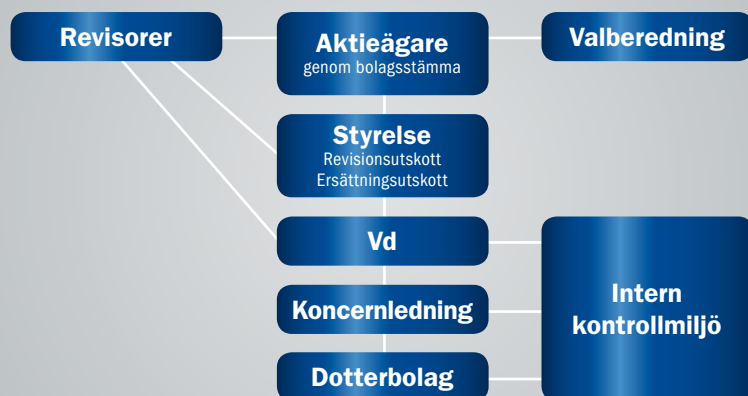 Revisorer
Aktieägare
genom bolagsstämma
Valberedning
Styrelse
Revisionsutskott
Ersättningsutskott
Vd
Koncernledning
Dotterbolag
Intern
kontrollmiljö